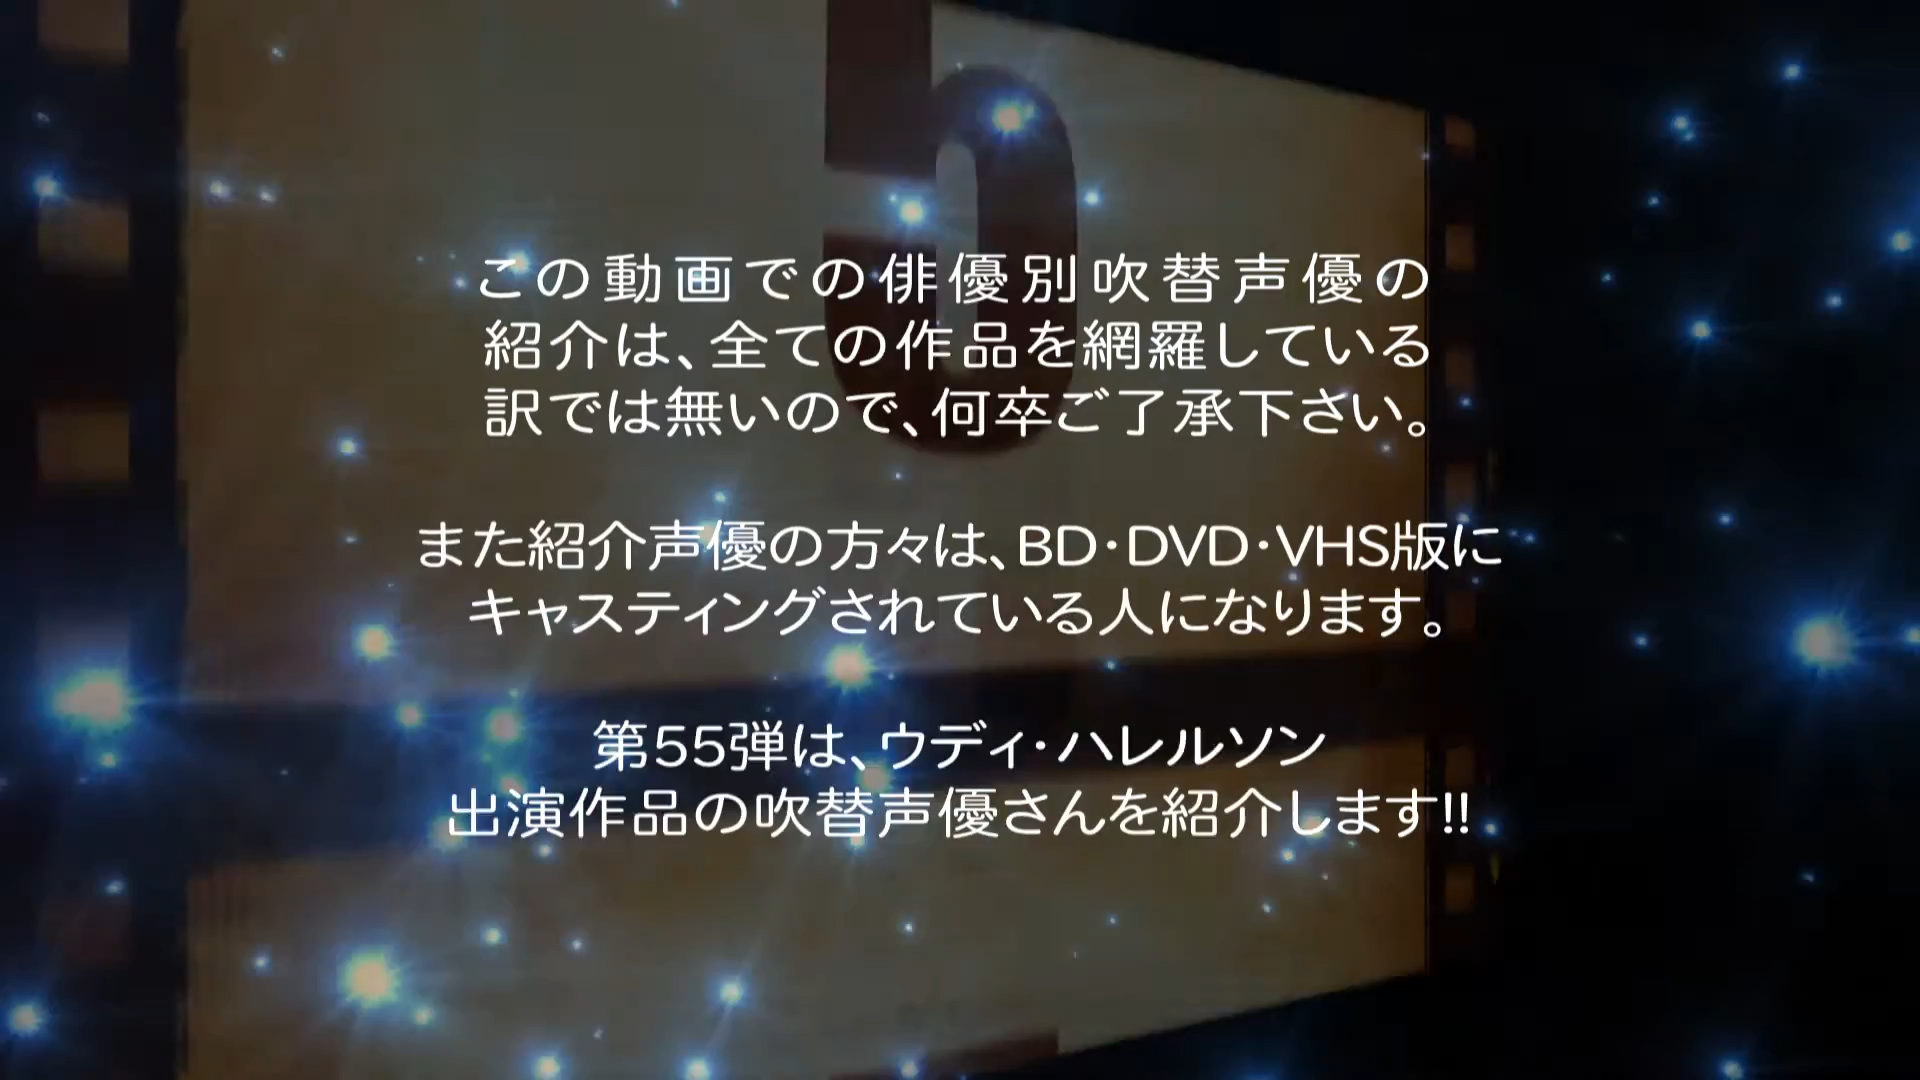 この動画での俳優別吹替声優の
紹介は、全ての作品を網羅している
訳では無いので、何卒ご了承下さい。
また紹介声優の方々は、BD･DVD･VHS版に
キャスティングされている人になります。
第55弾は、ウディ･ハレルソン
出演作品の吹替声優さんを紹介します!!